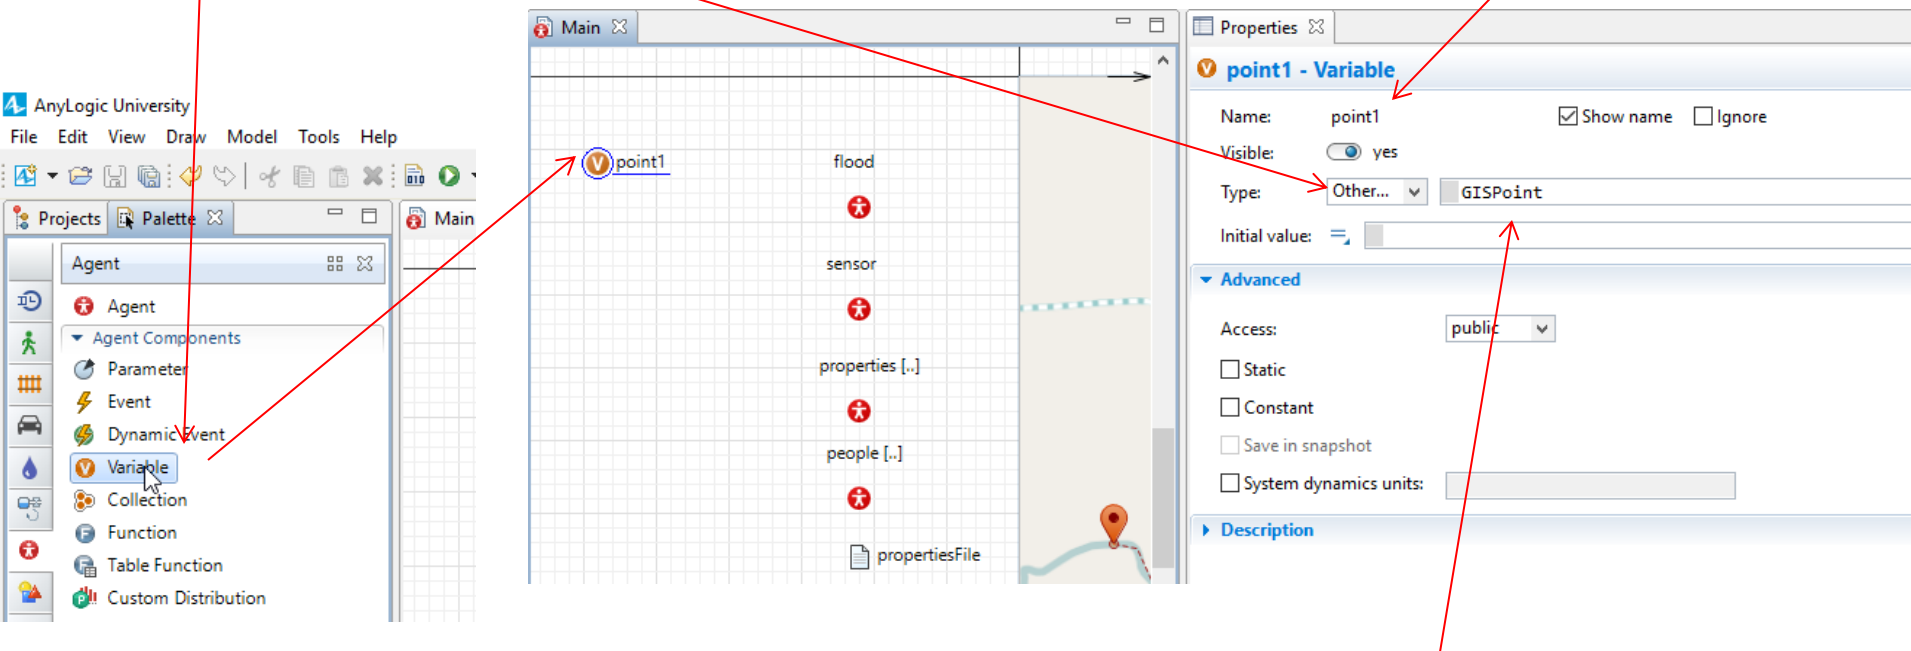 AnyLogic University
File Edit View Draw Model Tools Help
010
Projects Palette
Main
Agent
Agent
Agent Components
Parameter
Event
Dynamic Event
Variable
Collection
Function
Table Function
Custom Distribution
Main
V point1
flood
sensor
properties [..]
people [..]
propertiesFile
Properties
V point1 - Variable
Name: point1 Show name Ignore
Visible: yes
Type: Other... GISPoint
Initial value:
Advanced
Access: public
Static
Constant
Save in snapshot
System dynamics units:
Description